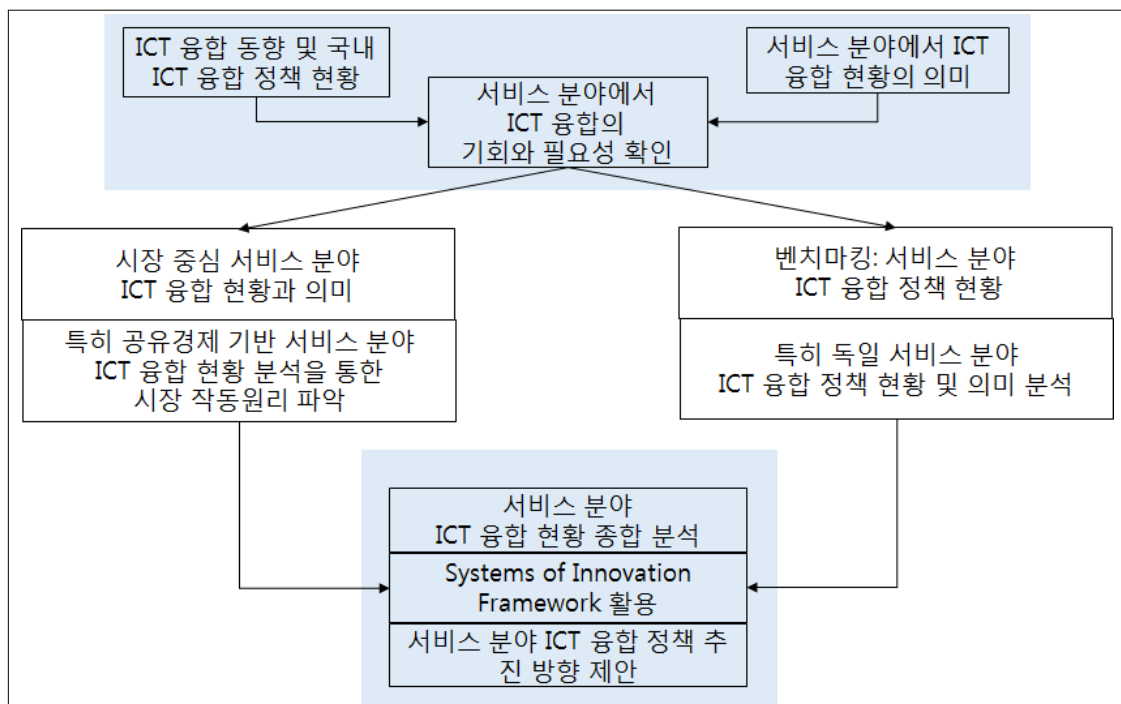 ICT 융합 동향 및 국내
ICT 융합 정책 현황
서비스 분야에서 ICT
융합 현황의 의미
서비스 분야에서
ICT 융합의
기회와 필요성 확인
시장 중심 서비스 분야
ICT 융합 현황과 의미
특히 공유경제 기반 서비스 분야
ICT 융합 현황 분석을 통한
시장 작동원리 파악
벤치마킹: 서비스 분야
ICT 융합 정책 현황
특히 독일 서비스 분야
ICT 융합 정책 현황 및 의미 분석
서비스 분야
ICT 융합 현황 종합 분석
Systems of Innovation
Framework 활용
서비스 분야 ICT 융합 정책 추
진 방향 제안